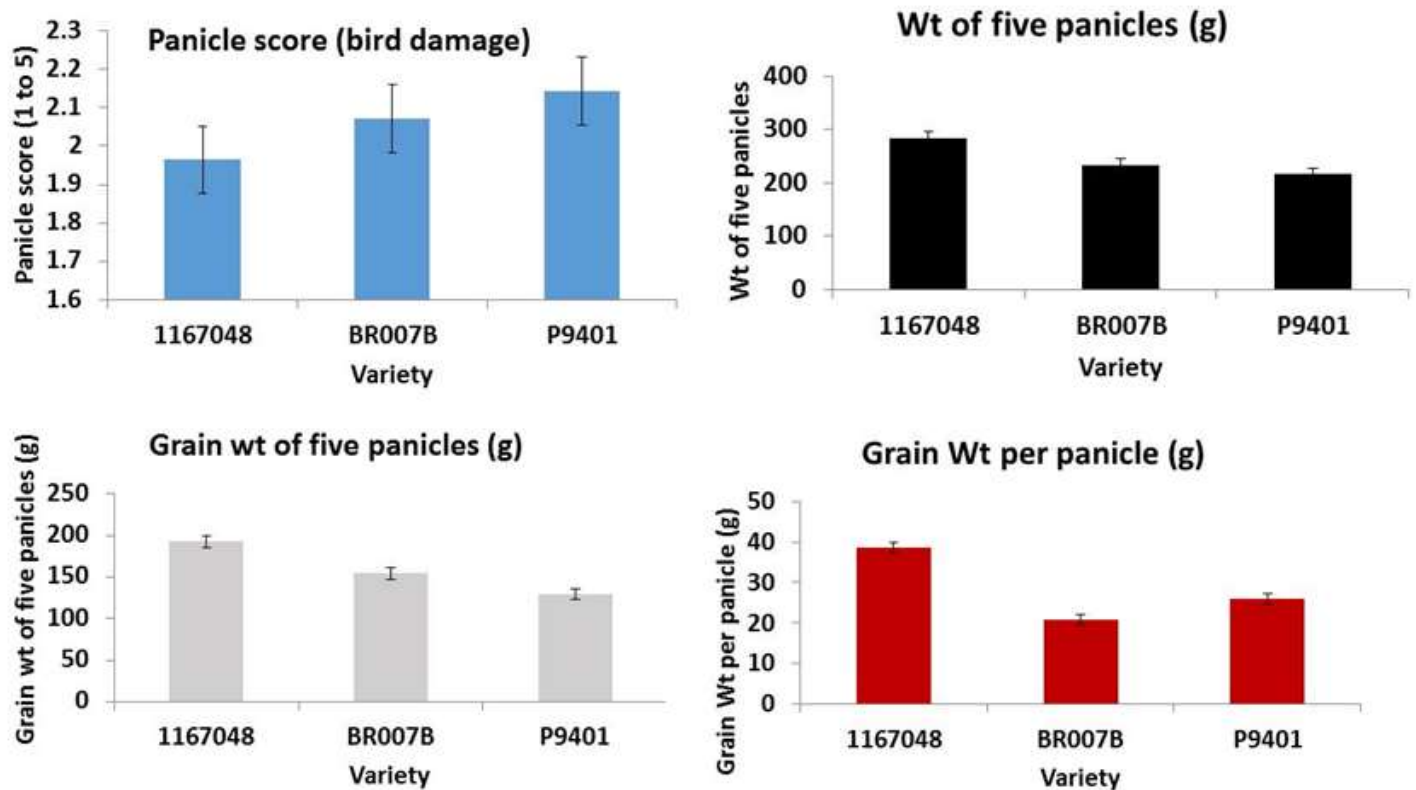 Panicle score (bird damage)
Panicle score (1 to 5)
2.3
2.2
2.1
2
1.9
1.8
1.7
1.6
1167048 BR007B P9401
Variety
Wt of five panicles (g)
Wt of five panicles
400
300
200
100
0
1167048 BR007B P9401
Variety
Grain wt of five panicles (g)
Grain wt of five panicles (g)
250
200
150
100
50
0
1167048 BR007B P9401
Variety
Grain Wt per panicle (g)
Grain Wt per panicle (g)
50
40
30
20
10
0
1167048 BR007B P9401
Variety